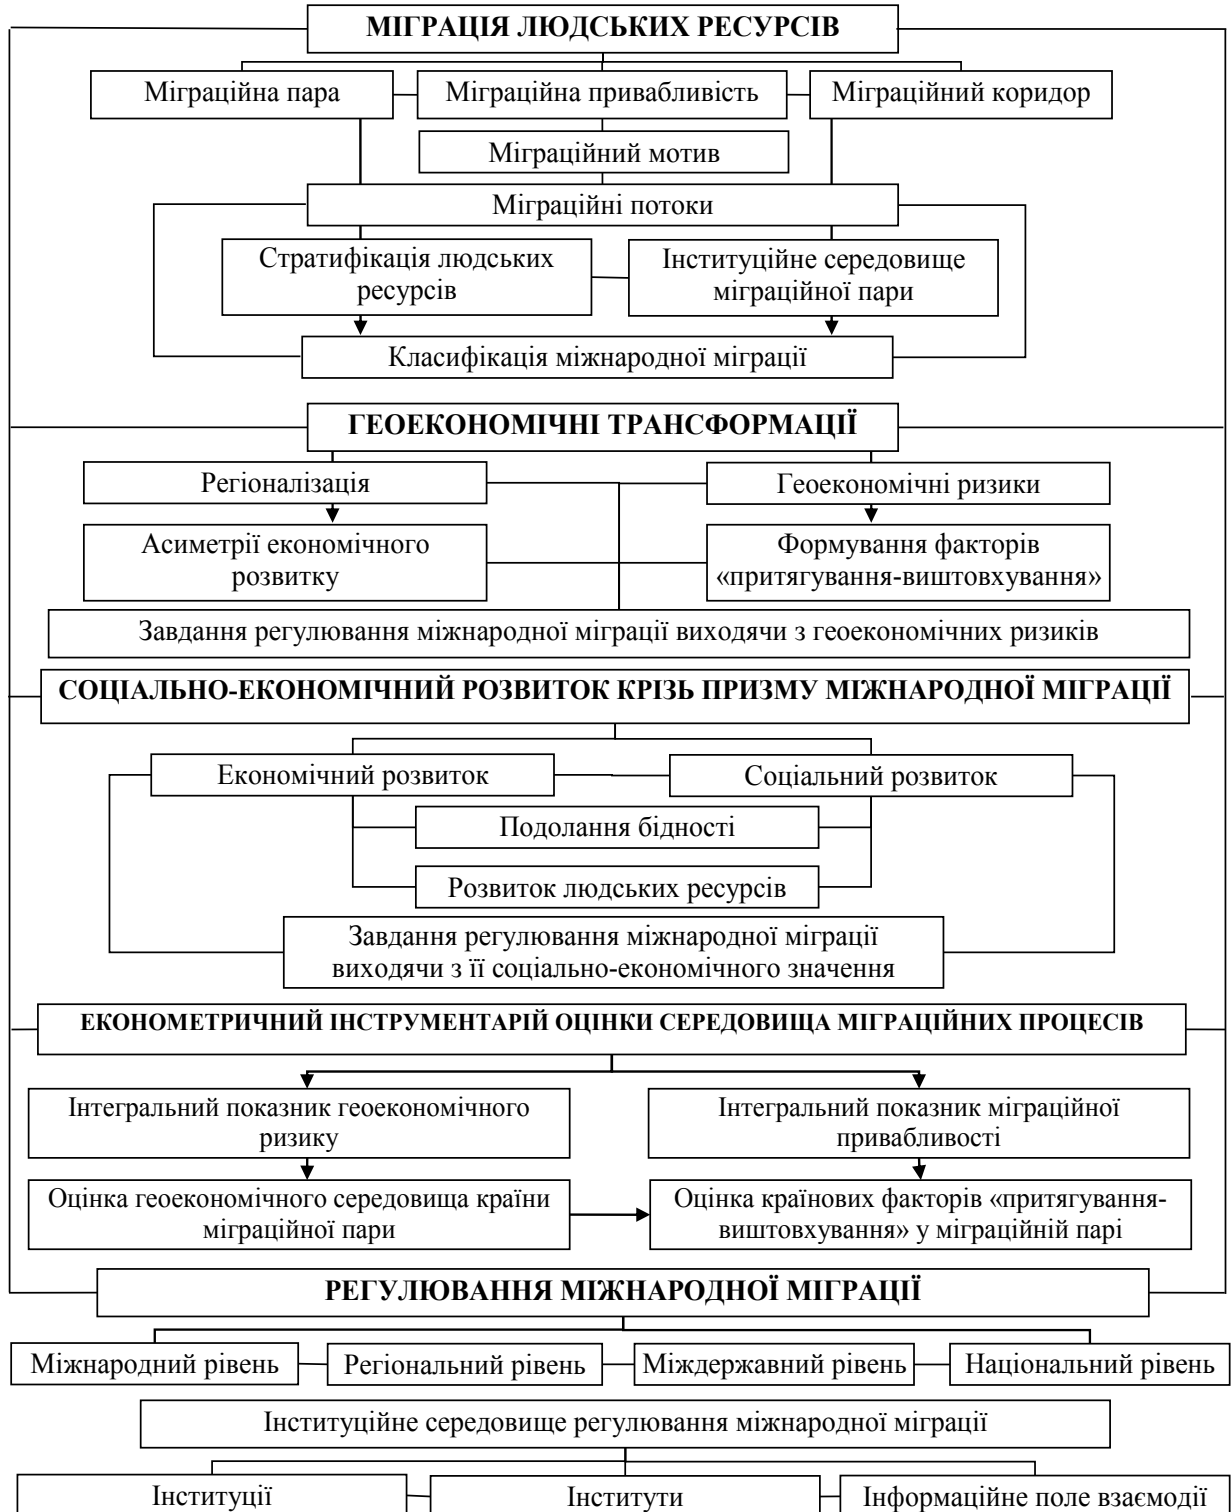 МІГРАЦІЯ ЛЮДСЬКИХ РЕСУРСІВ
Міграційна пара
Міграційна привабливість
Міграційний коридор
Міграційний мотив
Міграційні потоки
Стратифікація людських
ресурсів
Інституційне середовище
міграційної пари
Класифікація міжнародної міграції
ГЕОЕКОНОМІЧНІ ТРАНСФОРМАЦІЇ
Регіоналізація
Геоекономічні ризики
Асиметрії економічного
розвитку
Формування факторів
«притягування-виштовхування»
Завдання регулювання міжнародної міграції виходячи з геоекономічних ризиків
СОЦІАЛЬНО-ЕКОНОМІЧНИЙ РОЗВИТОК КРІЗЬ ПРИЗМУ МІЖНАРОДНОЇ МІГРАЦІЇ
Економічний розвиток
Соціальний розвиток
Подолання бідності
Розвиток людських ресурсів
Завдання регулювання міжнародної міграції
виходячи з її соціально-економічного значення
ЕКОНОМЕТРИЧНИЙ ІНСТРУМЕНТАРІЙ ОЦІНКИ СЕРЕДОВИЩА МІГРАЦІЙНИХ ПРОЦЕСІВ
Інтегральний показник геоекономічного
ризику
Інтегральний показник міграційної
привабливості
Оцінка геоекономічного середовища країни
міграційної пари
Оцінка країнових факторів «притягування-
виштовхування» у міграційній парі
РЕГУЛЮВАННЯ МІЖНАРОДНОЇ МІГРАЦІЇ
Міжнародний рівень
Регіональний рівень
Міждержавний рівень
Національний рівень
Інституційне середовище регулювання міжнародної міграції
Інституції
Інститути
Інформаційне поле взаємодії